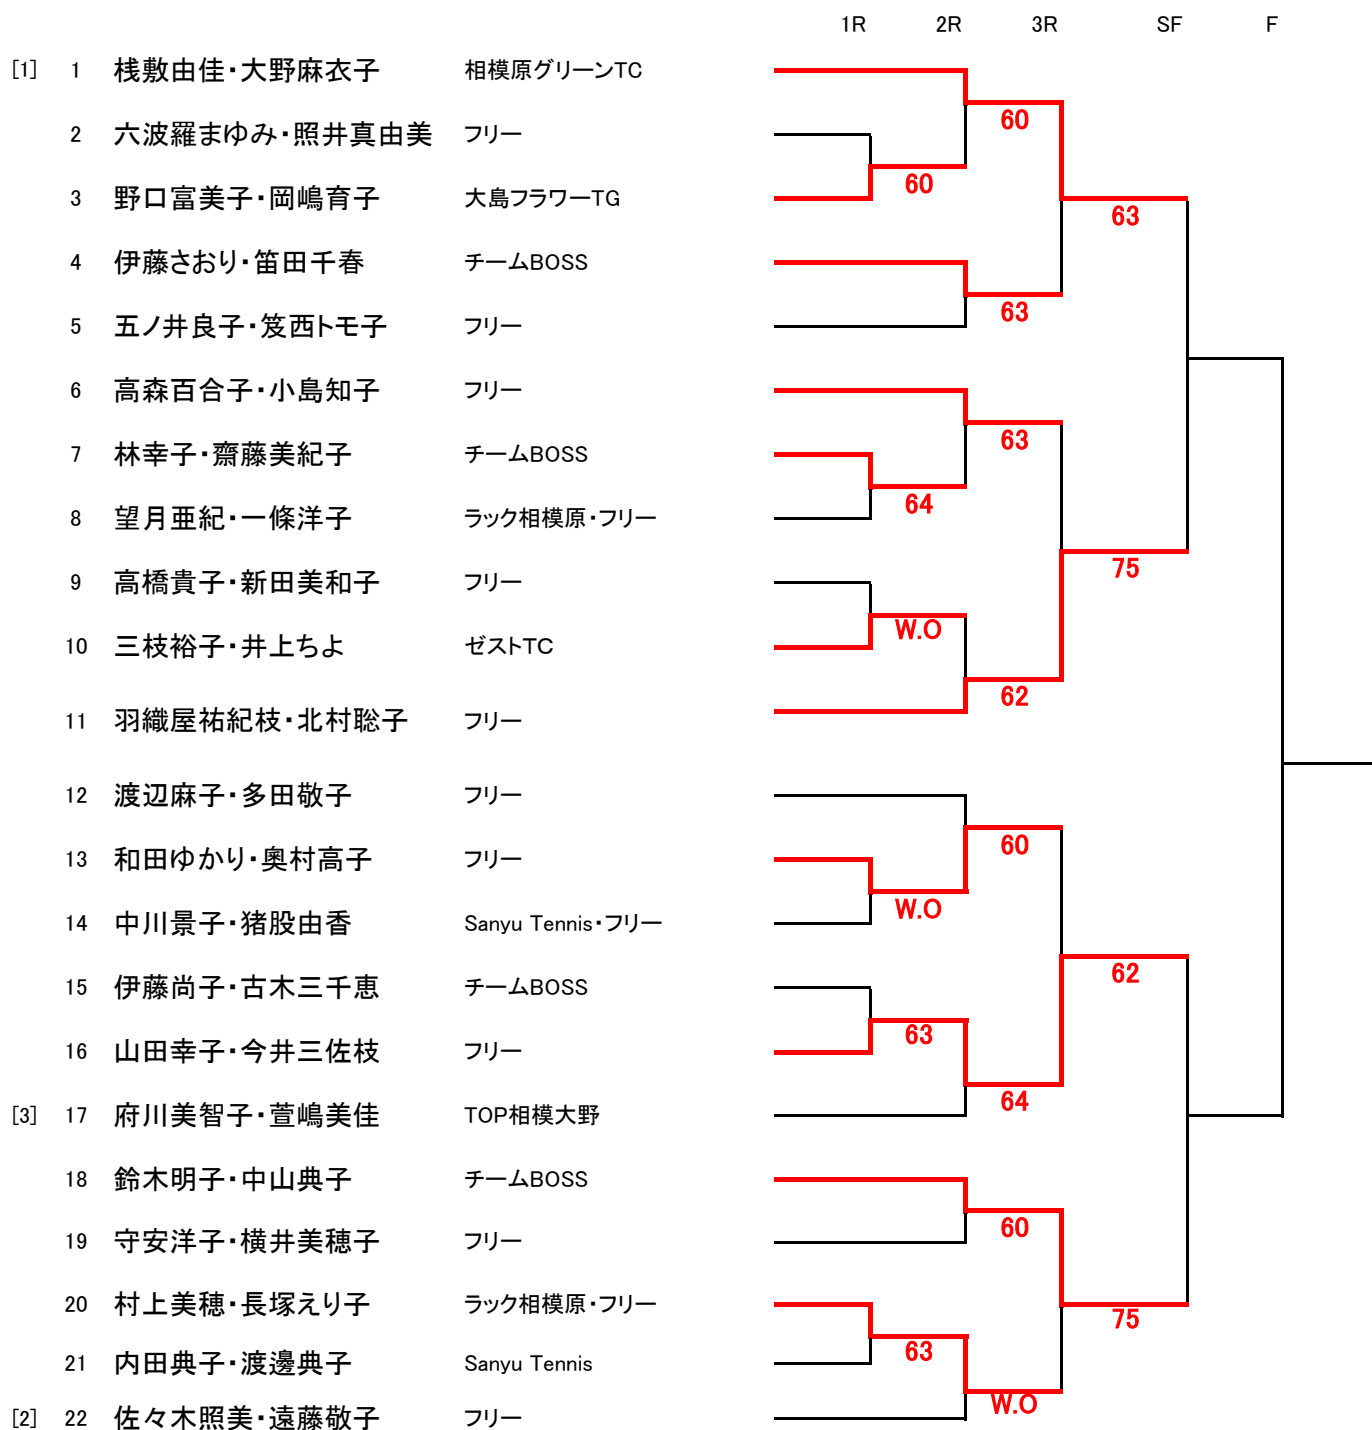 1R 2R 3R SF F
[1] 1 桟敷由佳・大野麻衣子 相模原グリーンTC
60
2 六波羅まゆみ・照井真由美 フリー
60
3 野口富美子・岡嶋育子 大島フラワーTG
63
4 伊藤さおり・笛田千春 チームBOSS
63
5 五ノ井良子・笈西トモ子 フリー
6 高森百合子・小島知子 フリー
63
7 林幸子・齋藤美紀子 チームBOSS
64
8 望月亜紀・一條洋子 ラック相模原・フリー
75
9 高橋貴子・新田美和子 フリー
W.O
10 三枝裕子・井上ちよ ゼストTC
62
11 羽織屋祐紀枝・北村聡子 フリー
12 渡辺麻子・多田敬子 フリー
60
13 和田ゆかり・奥村高子 フリー
W.O
14 中川景子・猪股由香 Sanyu Tennis・フリー
62
15 伊藤尚子・古木三千恵 チームBOSS
63
16 山田幸子・今井三佐枝 フリー
64
[3] 17 府川美智子・萱嶋美佳 TOP相模大野
18 鈴木明子・中山典子 チームBOSS
60
19 守安洋子・横井美穂子 フリー
20 村上美穂・長塚えり子 ラック相模原・フリー
75
63
21 内田典子・渡邊典子 Sanyu Tennis
W.O
[2] 22 佐々木照美・遠藤敬子 フリー